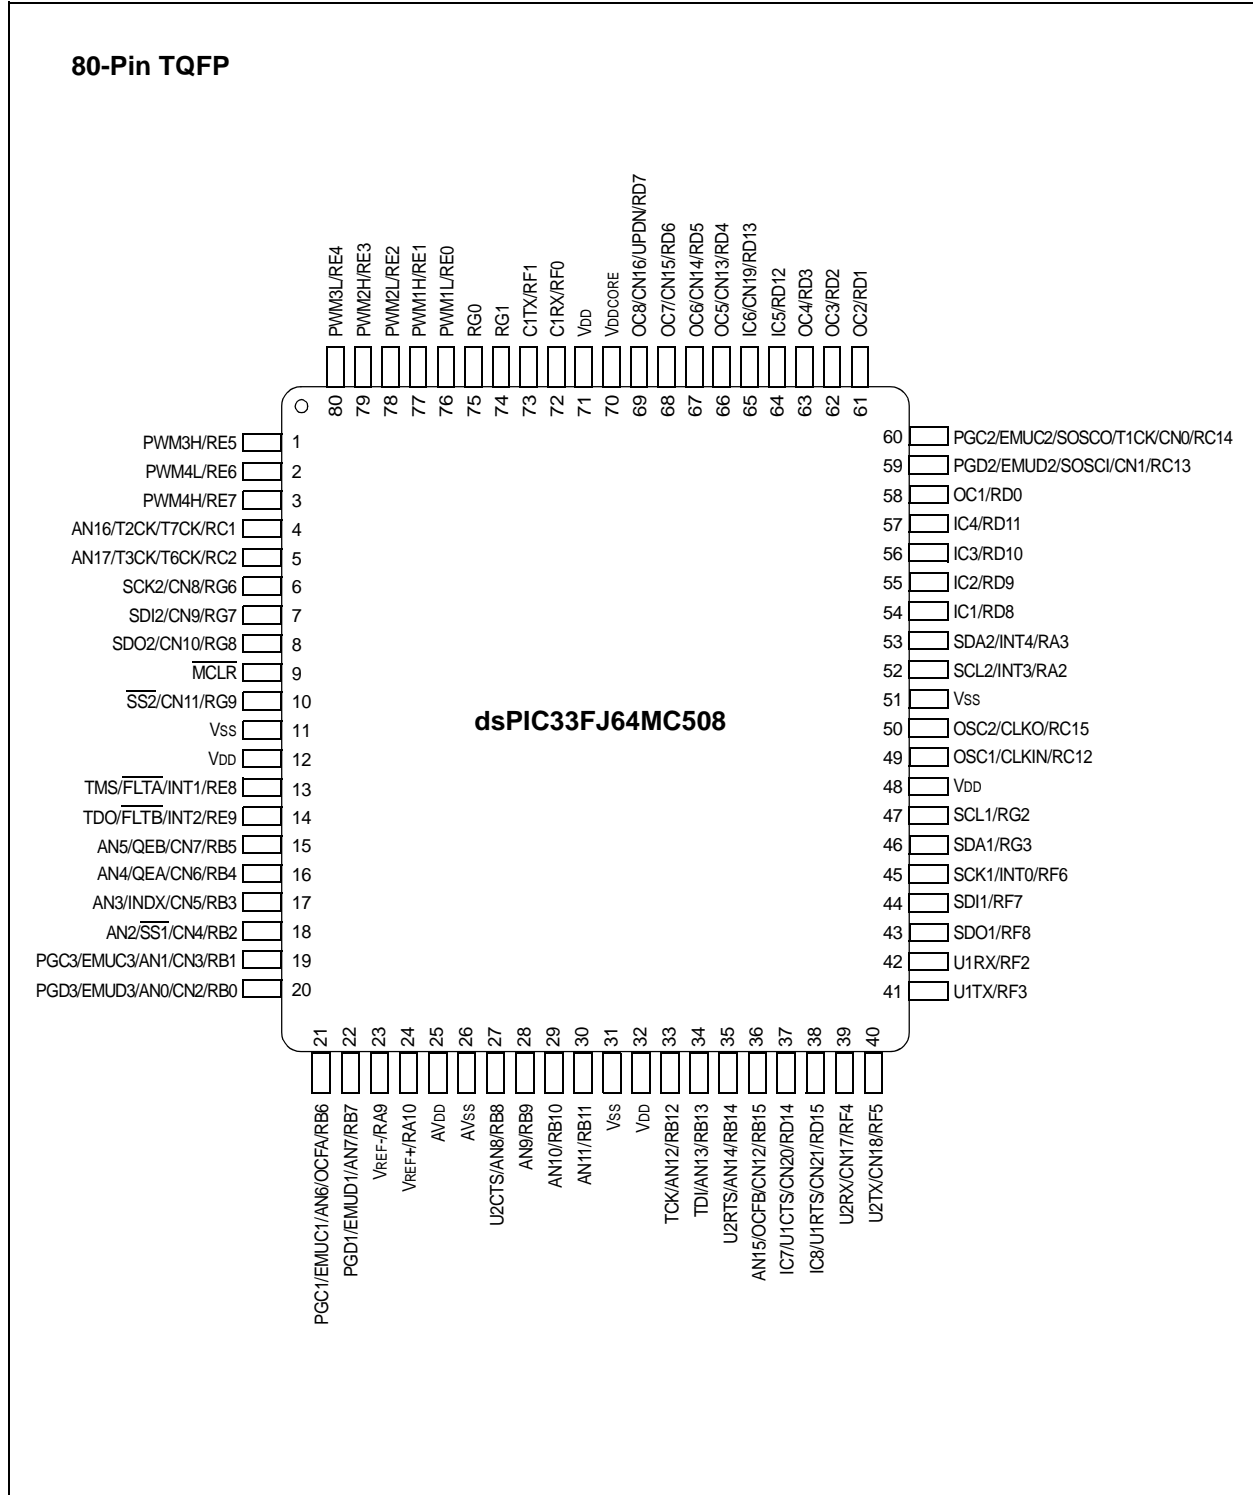 80-Pin TQFP
PWM3L/RE4
PWM2H/RE3
PWM2L/RE2
PWM1H/RE1
PWM1L/RE0
RG0
RG1
C1TX/RF1
C1RX/RF0
VDD
VDDCORE
OC8/CN16/UPDN/RD7
OC7/CN15/RD6
OC6/CN14/RD5
OC5/CN13/RD4
IC6/CN19/RD13
IC5/RD12
OC4/RD3
OC3/RD2
OC2/RD1
80
79
78
77
76
75
74
73
72
71
70
69
68
67
66
65
64
63
62
61
PWM3H/RE5 1
PWM4L/RE6 2
PWM4H/RE7 3
AN16/T2CK/T7CK/RC1 4
AN17/T3CK/T6CK/RC2 5
SCK2/CN8/RG6 6
SDI2/CN9/RG7 7
SDO2/CN10/RG8 8
MCLR 9
SS2/CN11/RG9 10
VSS 11
VDD 12
TMS/FLTA/INT1/RE8 13
TDO/FLTB/INT2/RE9 14
AN5/QEB/CN7/RB5 15
AN4/QEA/CN6/RB4 16
AN3/INDX/CN5/RB3 17
AN2/SS1/CN4/RB2 18
PGC3/EMUC3/AN1/CN3/RB1 19
PGD3/EMUD3/AN0/CN2/RB0 20
dsPIC33FJ64MC508
60 PGC2/EMUC2/SOSCO/T1CK/CN0/RC14
59 PGD2/EMUD2/SOSCI/CN1/RC13
58 OC1/RD0
57 IC4/RD11
56 IC3/RD10
55 IC2/RD9
54 IC1/RD8
53 SDA2/INT4/RA3
52 SCL2/INT3/RA2
51 VSS
50 OSC2/CLKO/RC15
49 OSC1/CLKIN/RC12
48 VDD
47 SCL1/RG2
46 SDA1/RG3
45 SCK1/INT0/RF6
44 SDI1/RF7
43 SDO1/RF8
42 U1RX/RF2
41 U1TX/RF3
21
22
23
24
25
26
27
28
29
30
31
32
33
34
35
36
37
38
39
40
PGC1/EMUC1/AN6/OCFA/RB6
PGD1/EMUD1/AN7/RB7
VREF-/RA9
VREF+/RA10
AVDD
AVSS
U2CTS/AN8/RB8
AN9/RB9
AN10/RB10
AN11/RB11
VSS
VDD
TCK/AN12/RB12
TDI/AN13/RB13
U2RTS/AN14/RB14
AN15/OCFB/CN12/RB15
IC7/U1CTS/CN20/RD14
IC8/U1RTS/CN21/RD15
U2RX/CN17/RF4
U2TX/CN18/RF5